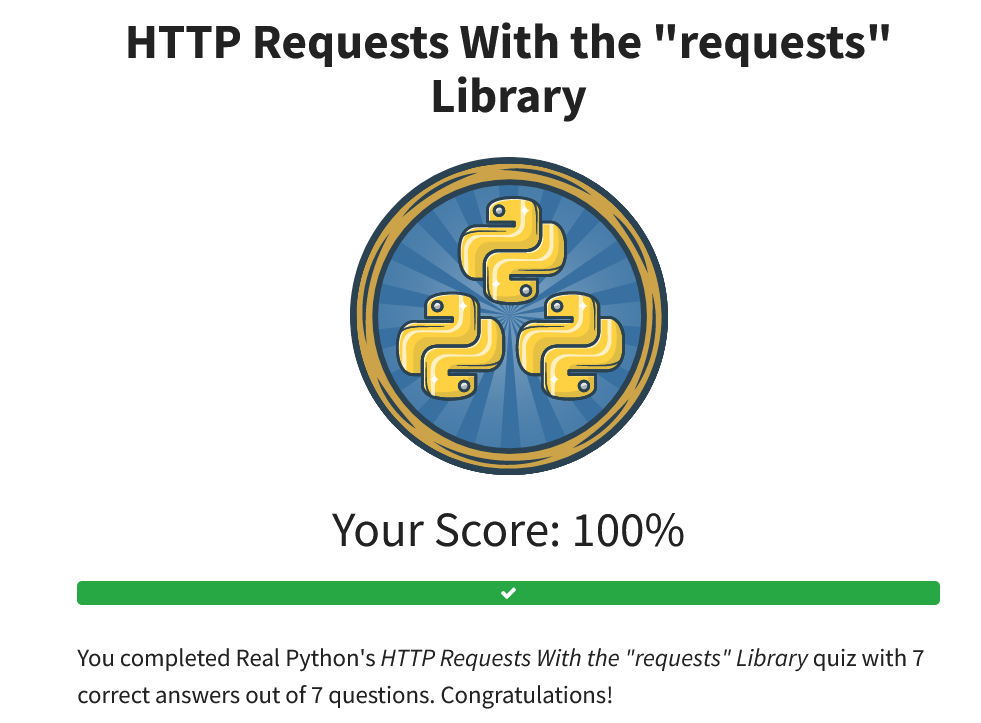 HTTP Requests With the "requests"
Library
Your Score: 100%
You completed Real Python's HTTP Requests With the "requests" Library quiz with 7
correct answers out of 7 questions. Congratulations!